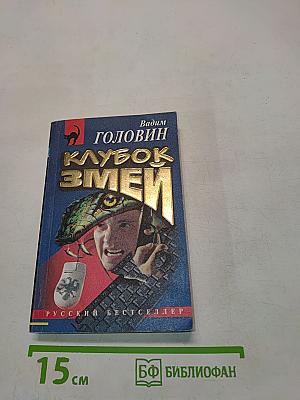 Вадим
ГОЛОВИН
КЛУБОК
ЗМЕЙ
РУССКИЙ БЕСТСЕЛЛЕР
15 см
БФ БИБЛИОФАН